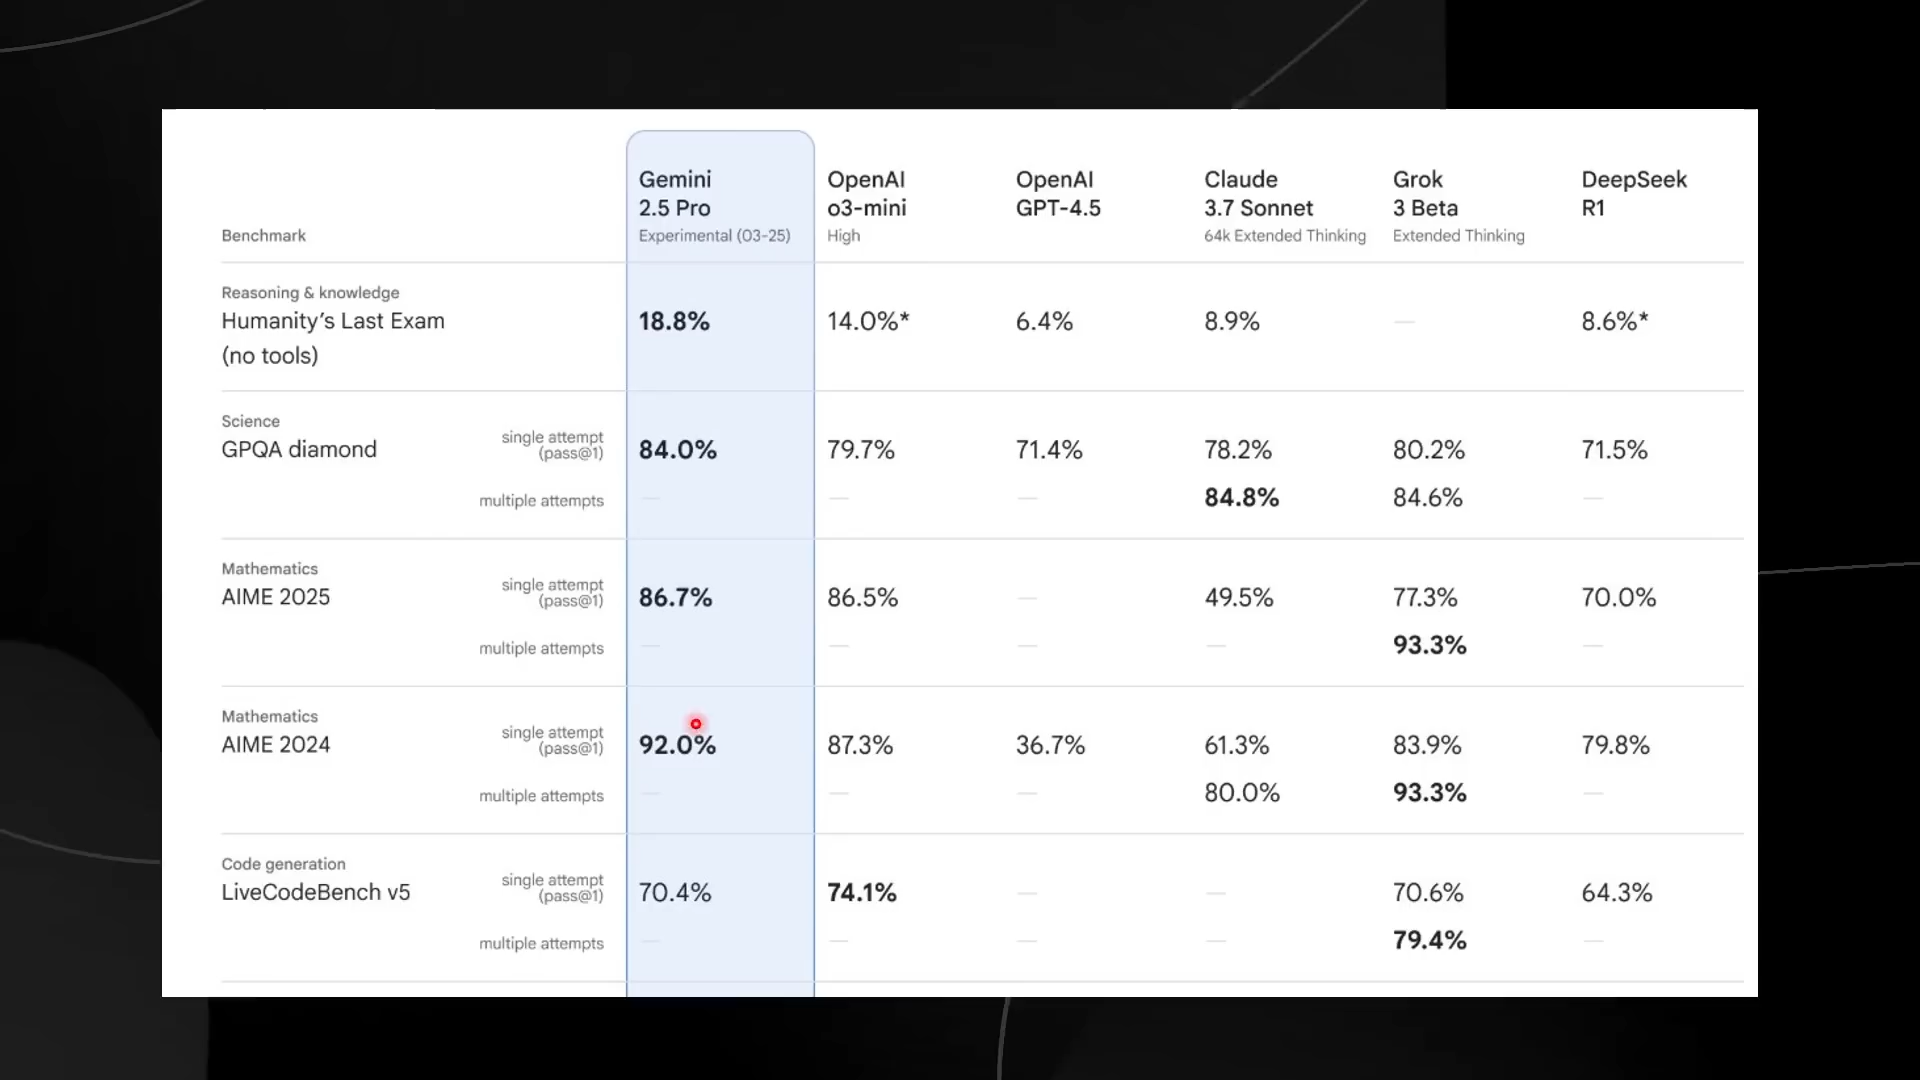 Benchmark
Gemini
2.5 Pro
Experimental (03-25)
OpenAI
o3-mini
High
OpenAI
GPT-4.5
Claude
3.7 Sonnet
64k Extended Thinking
Grok
3 Beta
Extended Thinking
DeepSeek
R1
Reasoning & knowledge
Humanity's Last Exam
(no tools)
18.8% 14.0%* 6.4% 8.9% — 8.6%*
Science
GPQA diamond
single attempt
(pass@1)
84.0% 79.7% 71.4% 78.2% 80.2% 71.5%
multiple attempts — — — 84.8% 84.6% —
Mathematics
AIME 2025
single attempt
(pass@1)
86.7% 86.5% — 49.5% 77.3% 70.0%
multiple attempts — — — — 93.3% —
Mathematics
AIME 2024
single attempt
(pass@1)
92.0% 87.3% 36.7% 61.3% 83.9% 79.8%
multiple attempts — — — 80.0% 93.3% —
Code generation
LiveCodeBench v5
single attempt
(pass@1)
70.4% 74.1% — — 70.6% 64.3%
multiple attempts — — — — 79.4% —